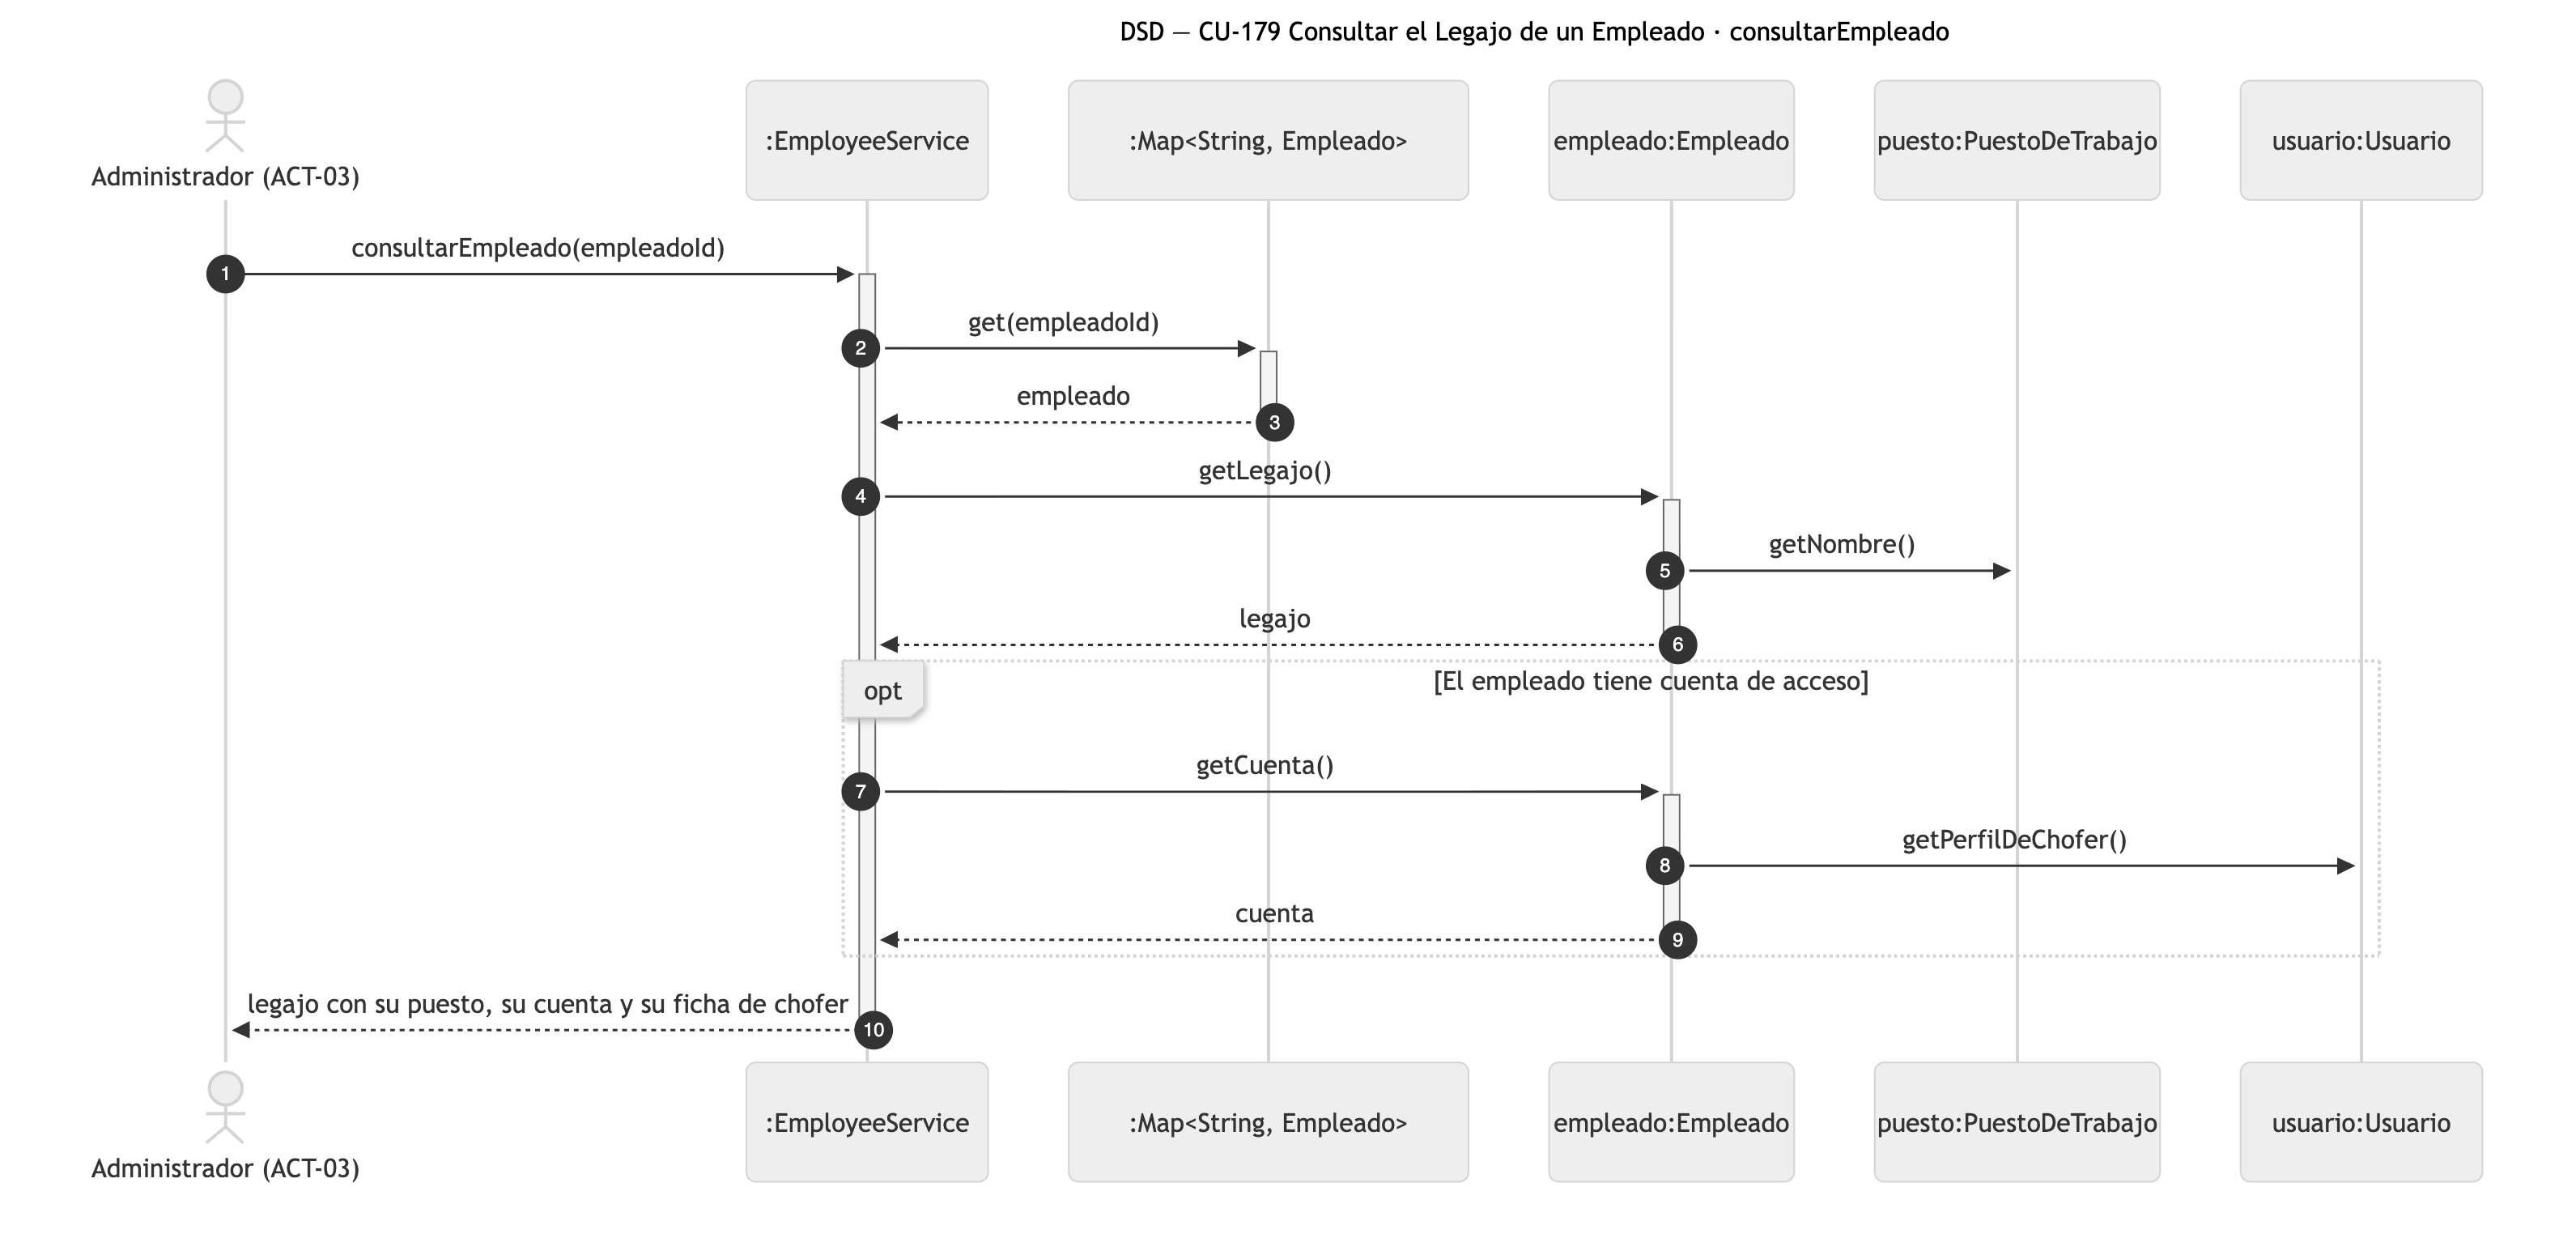 DSD — CU-179 Consultar el Legajo de un Empleado · consultarEmpleado
Administrador (ACT-03)
:EmployeeService
:Map<String, Empleado>
empleado:Empleado
puesto:PuestoDeTrabajo
usuario:Usuario
consultarEmpleado(empleadoId)
1
get(empleadoId)
2
empleado
3
getLegajo()
4
getNombre()
5
legajo
6
opt
[El empleado tiene cuenta de acceso]
getCuenta()
7
getPerfilDeChofer()
8
cuenta
9
legajo con su puesto, su cuenta y su ficha de chofer
10
Administrador (ACT-03)
:EmployeeService
:Map<String, Empleado>
empleado:Empleado
puesto:PuestoDeTrabajo
usuario:Usuario